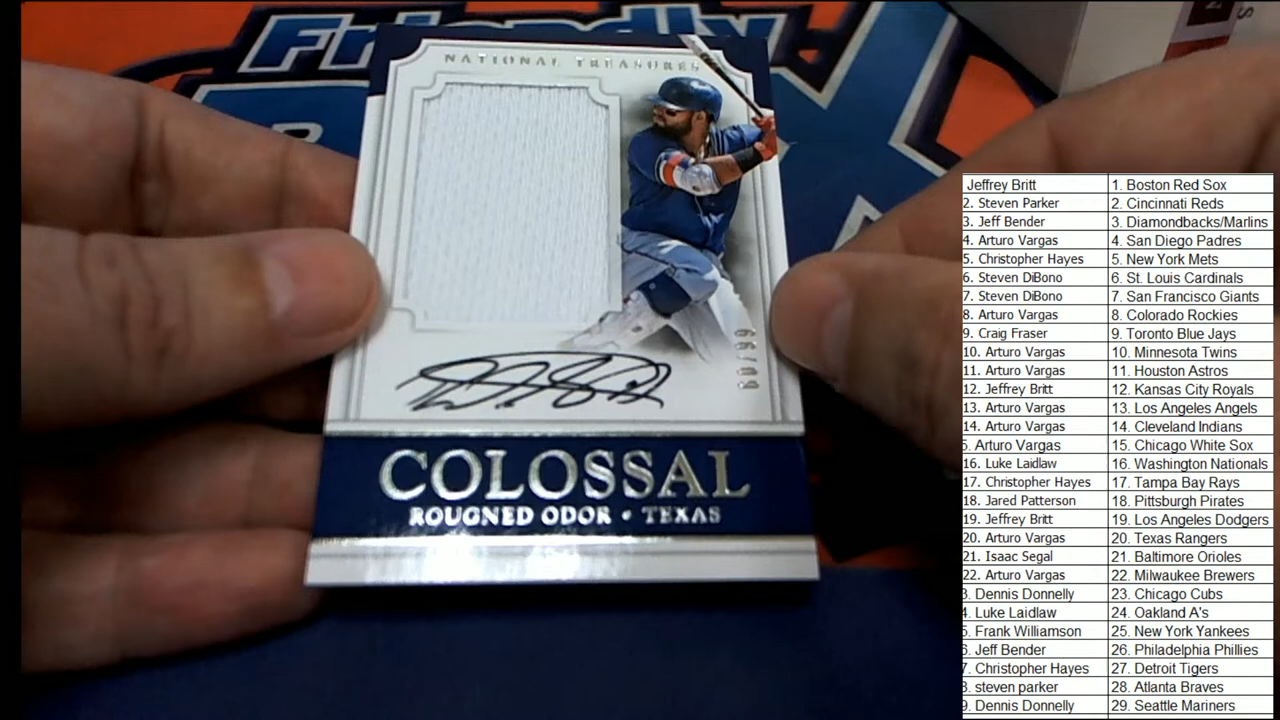 Friendly
NATIONAL TREASURES
COLOSSAL
ROUGNED ODOR • TEXAS
Jeffrey Britt 1. Boston Red Sox
2. Steven Parker 2. Cincinnati Reds
3. Jeff Bender 3. Diamondbacks/Marlins
4. Arturo Vargas 4. San Diego Padres
5. Christopher Hayes 5. New York Mets
6. Steven DiBono 6. St. Louis Cardinals
7. Steven DiBono 7. San Francisco Giants
8. Arturo Vargas 8. Colorado Rockies
9. Craig Fraser 9. Toronto Blue Jays
10. Arturo Vargas 10. Minnesota Twins
11. Arturo Vargas 11. Houston Astros
12. Jeffrey Britt 12. Kansas City Royals
13. Arturo Vargas 13. Los Angeles Angels
14. Arturo Vargas 14. Cleveland Indians
5. Arturo Vargas 15. Chicago White Sox
16. Luke Laidlaw 16. Washington Nationals
17. Christopher Hayes 17. Tampa Bay Rays
18. Jared Patterson 18. Pittsburgh Pirates
19. Jeffrey Britt 19. Los Angeles Dodgers
20. Arturo Vargas 20. Texas Rangers
21. Isaac Segal 21. Baltimore Orioles
22. Arturo Vargas 22. Milwaukee Brewers
3. Dennis Donnelly 23. Chicago Cubs
4. Luke Laidlaw 24. Oakland A's
5. Frank Williamson 25. New York Yankees
6. Jeff Bender 26. Philadelphia Phillies
7. Christopher Hayes 27. Detroit Tigers
8. steven parker 28. Atlanta Braves
9. Dennis Donnelly 29. Seattle Mariners